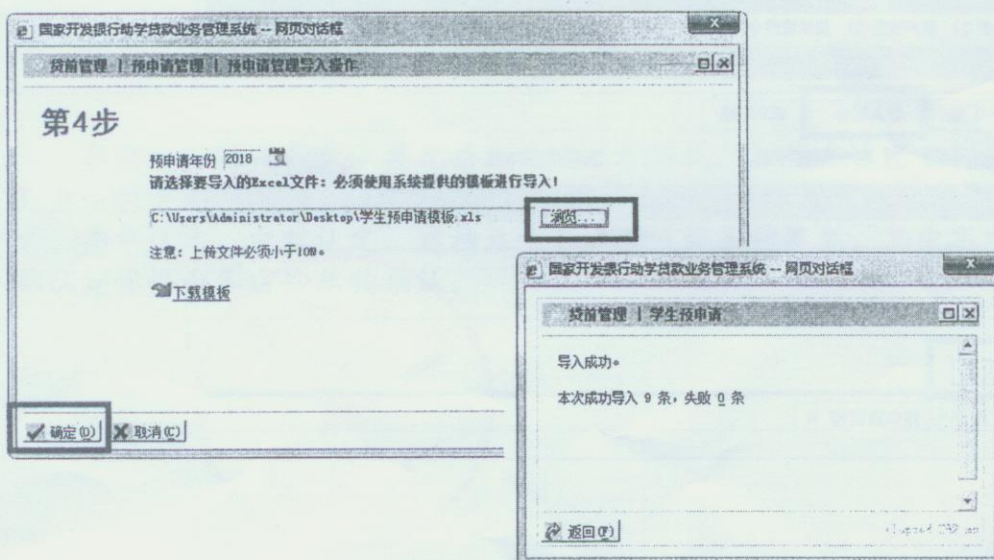 国家开发银行助学贷款业务管理系统 -- 网页对话框
贷前管理 | 预申请管理 | 预申请管理导入操作
第4步
预申请年份 2018
请选择要导入的Excel文件：必须使用系统提供的模板进行导入！
C:\Users\Administrator\Desktop\学生预申请模板.xls 浏览...
注意：上传文件必须小于10M。
下载模板
确定(O) 取消(C)
国家开发银行助学贷款业务管理系统 -- 网页对话框
贷前管理 | 学生预申请
导入成功。
本次成功导入 9 条，失败 0 条
返回(F)